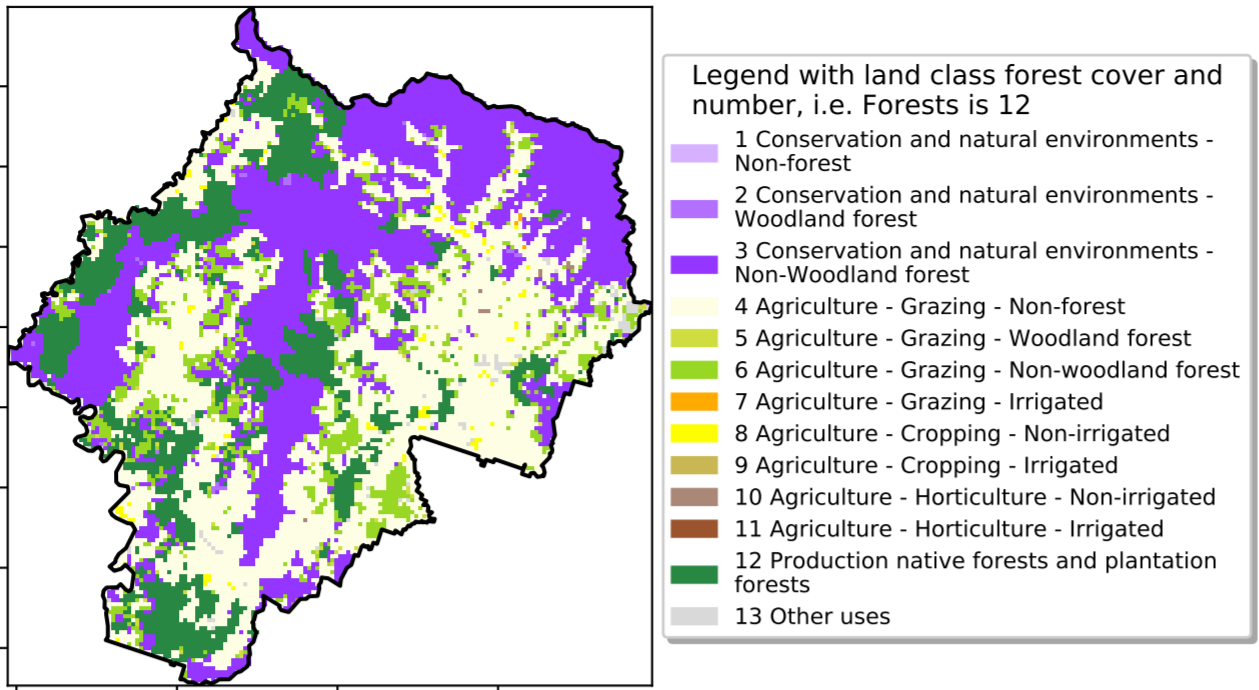 Legend with land class forest cover and
number, i.e. Forests is 12
1 Conservation and natural environments -
Non-forest
2 Conservation and natural environments -
Woodland forest
3 Conservation and natural environments -
Non-Woodland forest
4 Agriculture - Grazing - Non-forest
5 Agriculture - Grazing - Woodland forest
6 Agriculture - Grazing - Non-woodland forest
7 Agriculture - Grazing - Irrigated
8 Agriculture - Cropping - Non-irrigated
9 Agriculture - Cropping - Irrigated
10 Agriculture - Horticulture - Non-irrigated
11 Agriculture - Horticulture - Irrigated
12 Production native forests and plantation
forests
13 Other uses